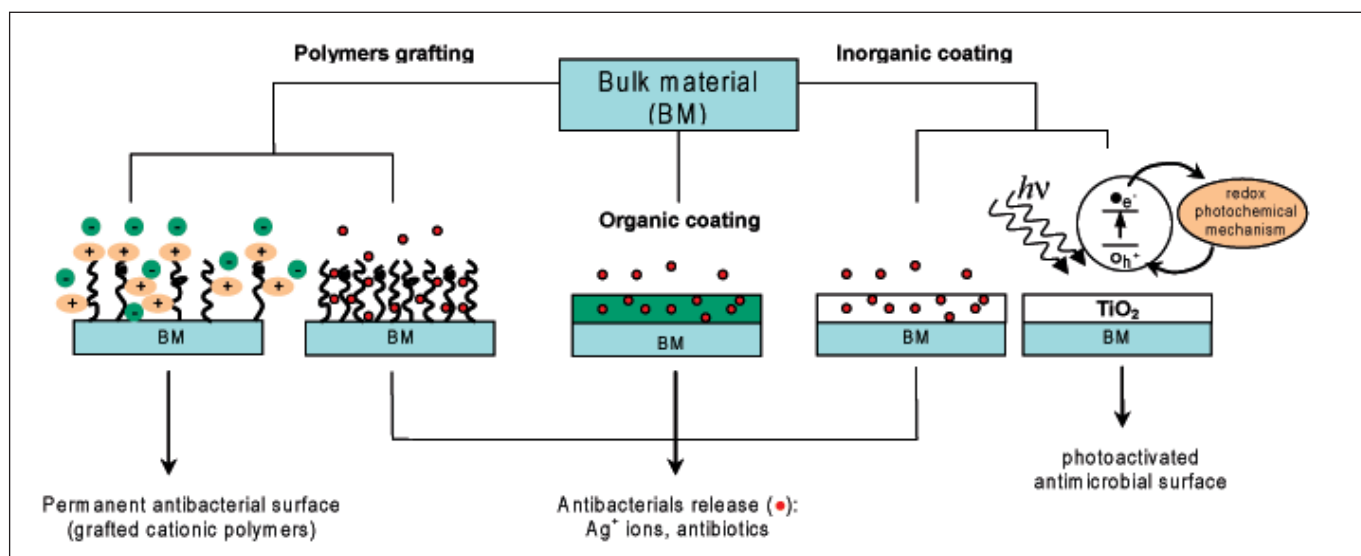 Polymers grafting
Bulk material
(BM)
Inorganic coating
Organic coating
hν
e⁻
h⁺
redox
photochemical
mechanism
- - - - - - -
+ + + + + + +
BM
BM
BM
BM
TiO₂
BM
Permanent antibacterial surface
(grafted cationic polymers)
Antibacterials release (●):
Ag⁺ ions, antibiotics
photoactivated
antimicrobial surface